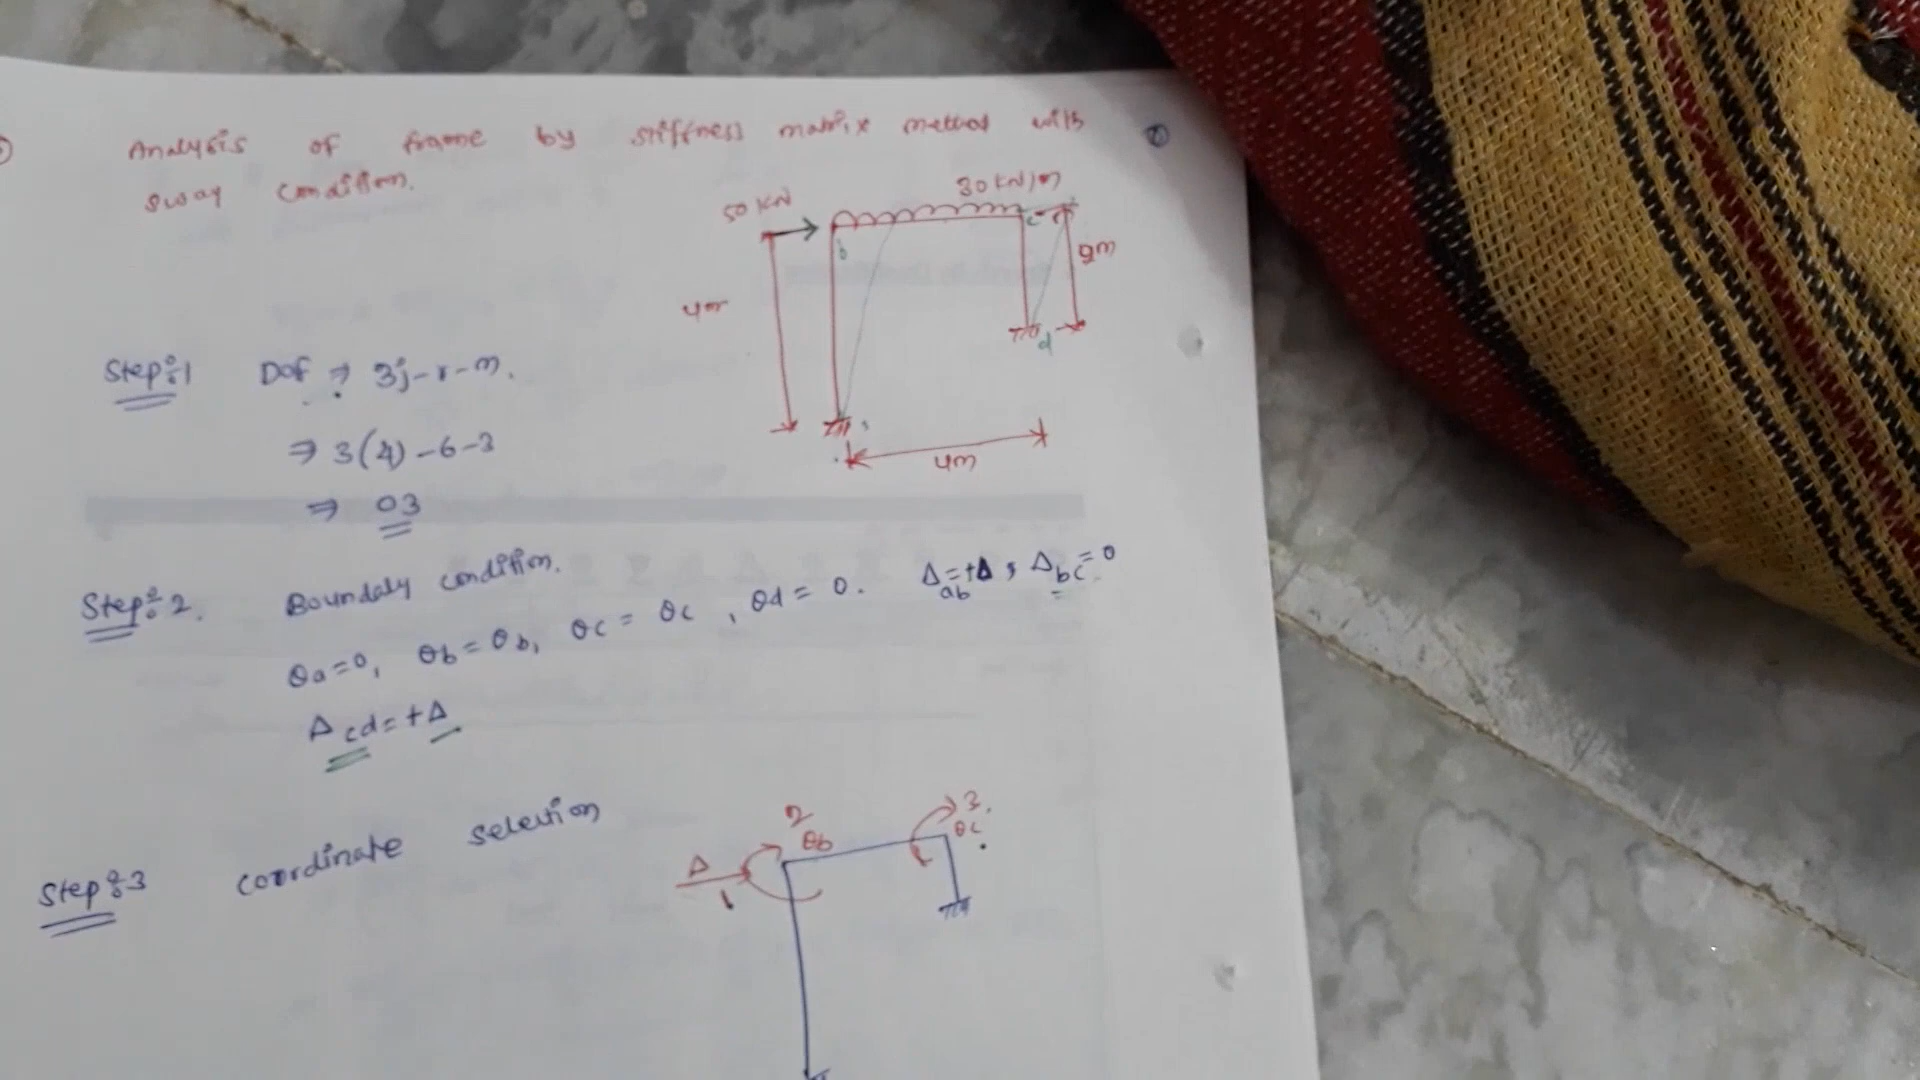 Analysis of frame by stiffness matrix method with
sway condition.
50 KN
30 KN/m
b
c
4m
2m
d
4m
Step:1 Dof ⇒ 3j-r-m.
⇒ 3(4)-6-3
⇒ 03
Step:2. Boundary condition.
θa=0, θb=θb, θc=θc, θd=0. Δab=+Δ, Δbc=0
Δcd=+Δ
Step:3 coordinate selection
Δ
1
2
θb
3.
θc